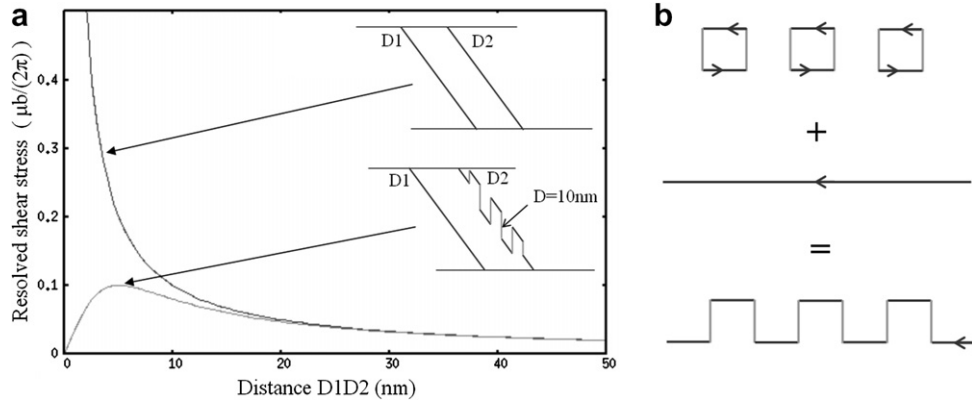 a
b
Resolved shear stress ( μb/(2π) )
0.4
0.3
0.2
0.1
0
0
10
20
30
40
50
Distance D1D2 (nm)
D1
D2
D1
D2
D=10nm
+
=